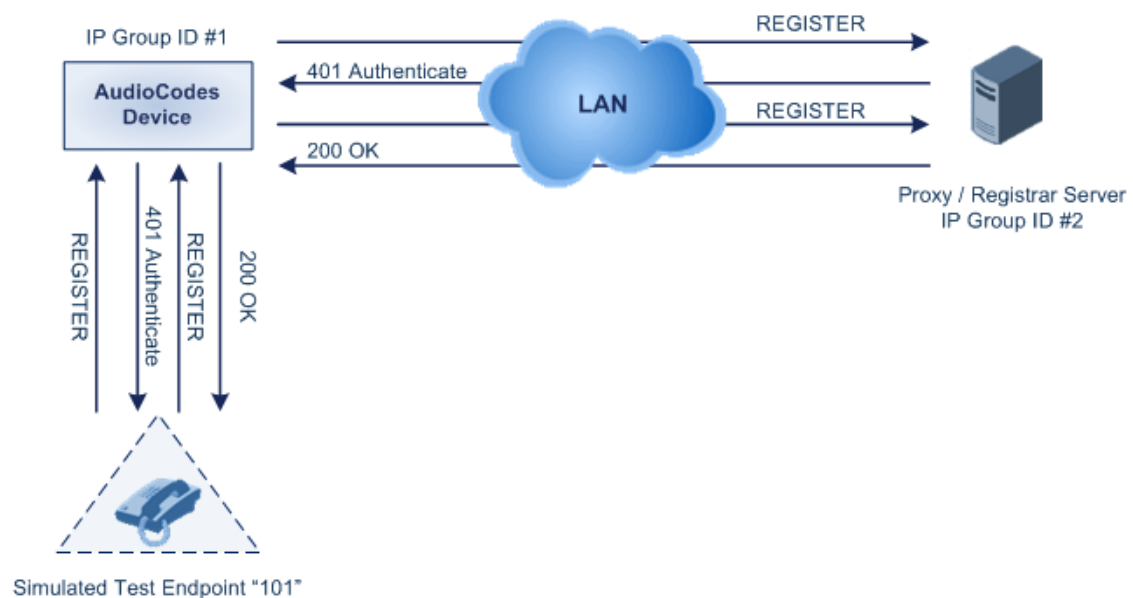 IP Group ID #1
AudioCodes
Device
REGISTER
401 Authenticate
LAN
REGISTER
200 OK
Proxy / Registrar Server
IP Group ID #2
REGISTER
401 Authenticate
REGISTER
200 OK
Simulated Test Endpoint “101”